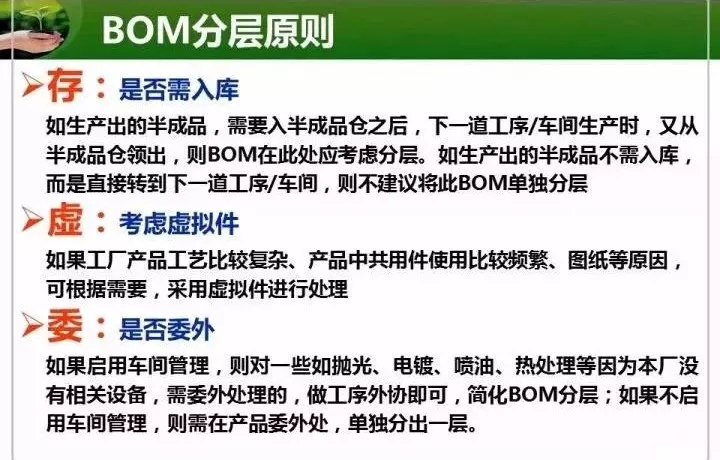 BOM分层原则
存：是否需入库
如生产出的半成品，需要入半成品仓之后，下一道工序/车间生产时，又从
半成品仓领出，则BOM在此处应考虑分层。如生产出的半成品不需入库，
而是直接转到下一道工序/车间，则不建议将此BOM单独分层
虚：考虑虚拟件
如果工厂产品工艺比较复杂、产品中共用件使用比较频繁、图纸等原因，
可根据需要，采用虚拟件进行处理
委：是否委外
如果启用车间管理，则对一些如抛光、电镀、喷油、热处理等因为本厂没
有相关设备，需委外处理的，做工序外协即可，简化BOM分层；如果不启
用车间管理，则需在产品委外处，单独分出一层。